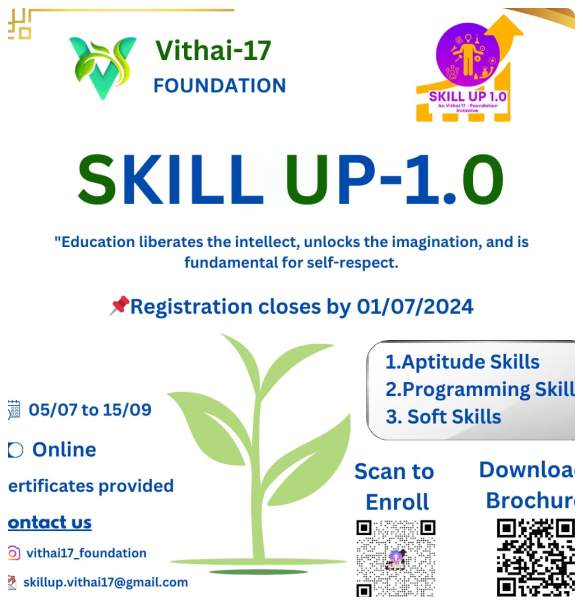 Vithai-17
FOUNDATION
SKILL UP 1.0
An Vithai 17 - Foundation
Initiative
SKILL UP-1.0
"Education liberates the intellect, unlocks the imagination, and is
fundamental for self-respect.
📌Registration closes by 01/07/2024
1.Aptitude Skills
2.Programming Skill
3. Soft Skills
05/07 to 15/09
Online
ertificates provided
ontact us
vithai17_foundation
skillup.vithai17@gmail.com
Scan to
Enroll
Downloa
Brochur